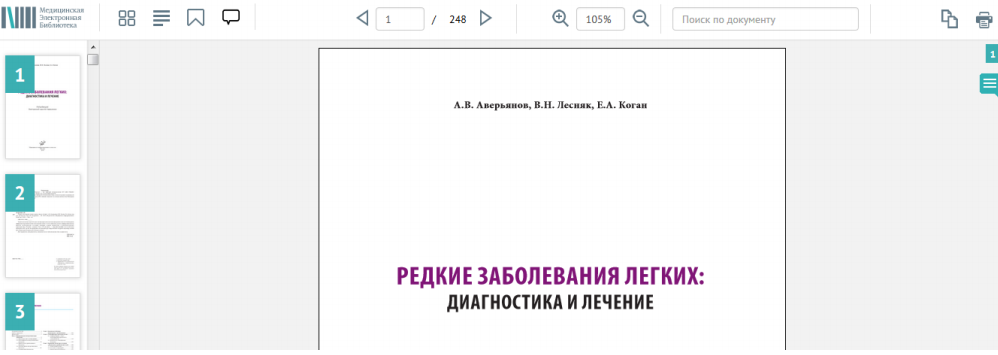 Медицинская
Электронная
Библиотека
1 / 248
105%
Поиск по документу
1
1
2
3
А.В. Аверьянов, В.Н. Лесняк, Е.А. Коган
РЕДКИЕ ЗАБОЛЕВАНИЯ ЛЕГКИХ:
ДИАГНОСТИКА И ЛЕЧЕНИЕ